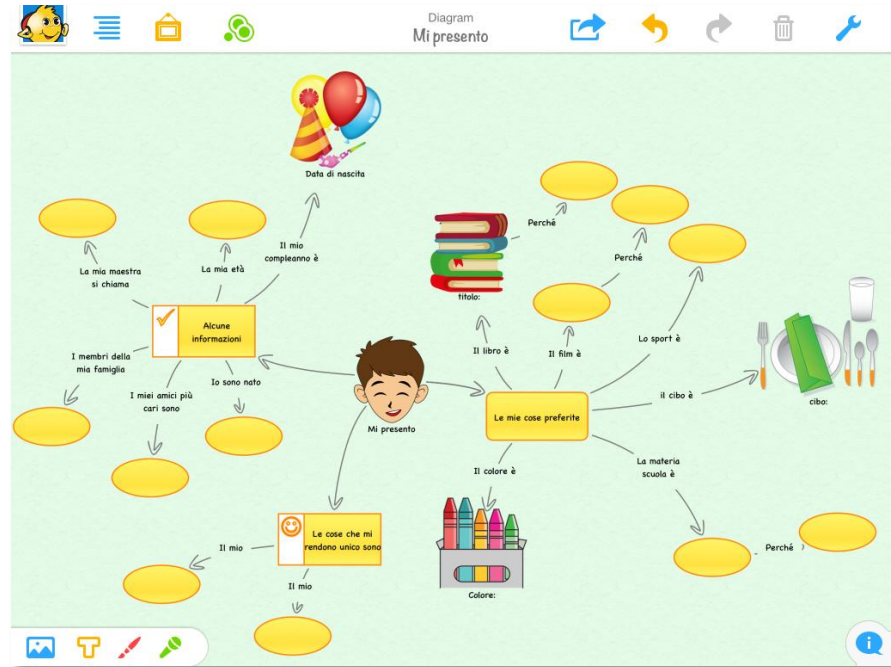 Diagram
Mi presento
Data di nascita
Il mio
compleanno è
La mia età
La mia maestra
si chiama
Alcune
informazioni
I membri della
mia famiglia
I miei amici più
cari sono
Io sono nato
Mi presento
titolo:
Perché
Perché
Il libro è
Il film è
Lo sport è
il cibo è
cibo:
Le mie cose preferite
Il colore è
La materia
scuola è
Perché
Colore:
Le cose che mi
rendono unico sono
Il mio
Il mio